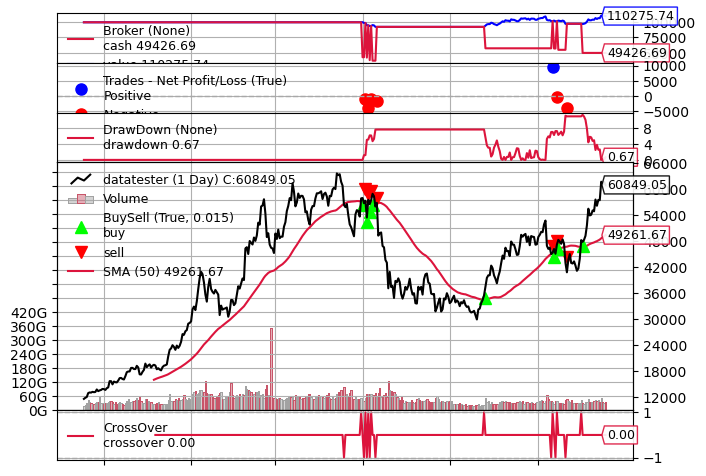 Broker (None)
cash 49426.69
value 110275.74
110275.74
100000
75000
49426.69
Trades - Net Profit/Loss (True)
Positive
Negative
10000
5000
0
−5000
DrawDown (None)
drawdown 0.67
8
4
0.67
datatester (1 Day) C:60849.05
Volume
BuySell (True, 0.015)
buy
sell
SMA (50) 49261.67
66000
60849.05
54000
49261.67
42000
36000
30000
24000
18000
12000
420G
360G
300G
240G
180G
120G
60G
0G
CrossOver
crossover 0.00
1
0.00
−1